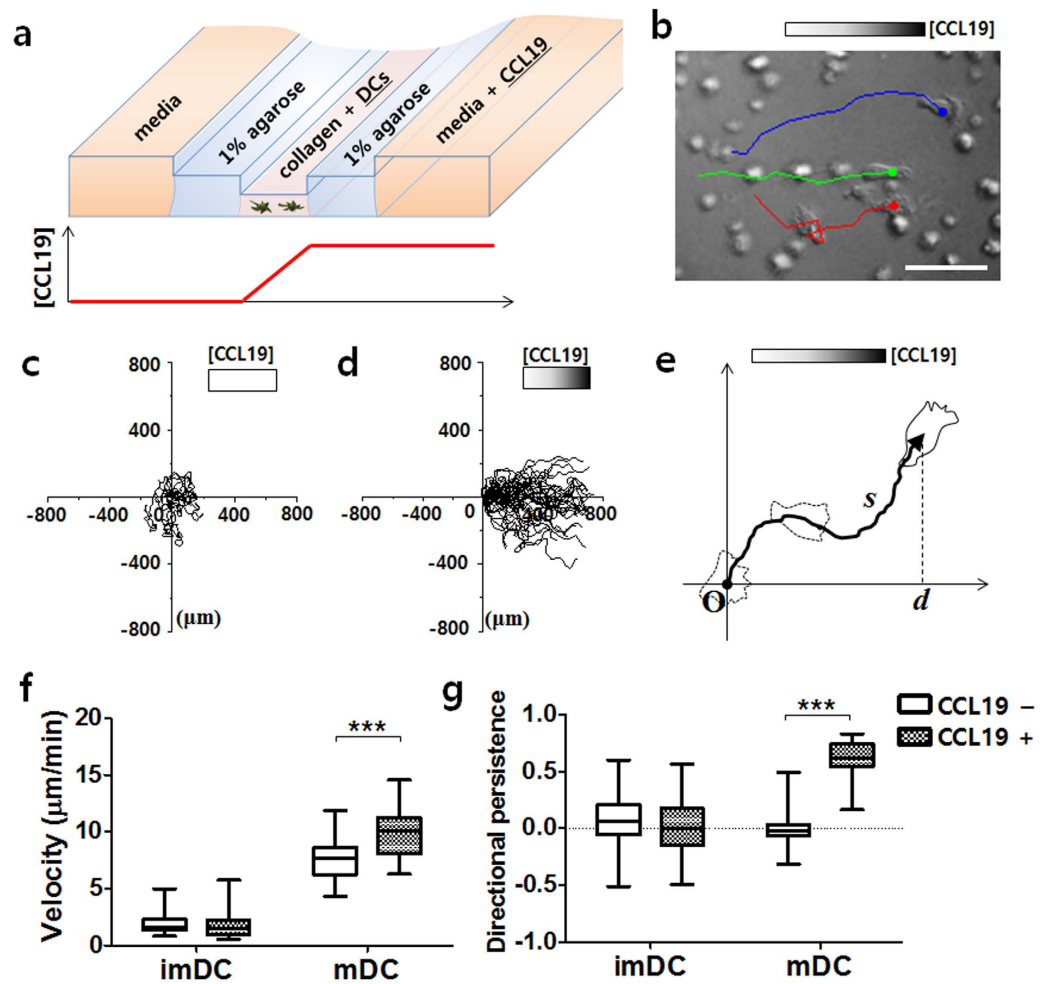 a
media
1% agarose
collagen + DCs
1% agarose
media + CCL19
[CCL19]
b
[CCL19]
c
[CCL19]
800
400
-800
-400
0
400
800
-400
-800
(μm)
d
[CCL19]
800
400
-800
-400
0
400
800
-400
-800
(μm)
e
[CCL19]
s
O
d
f
Velocity (μm/min)
20
15
10
5
0
***
imDC
mDC
g
Directional persistence
1.0
0.5
0.0
-0.5
-1.0
***
imDC
mDC
CCL19 −
CCL19 +